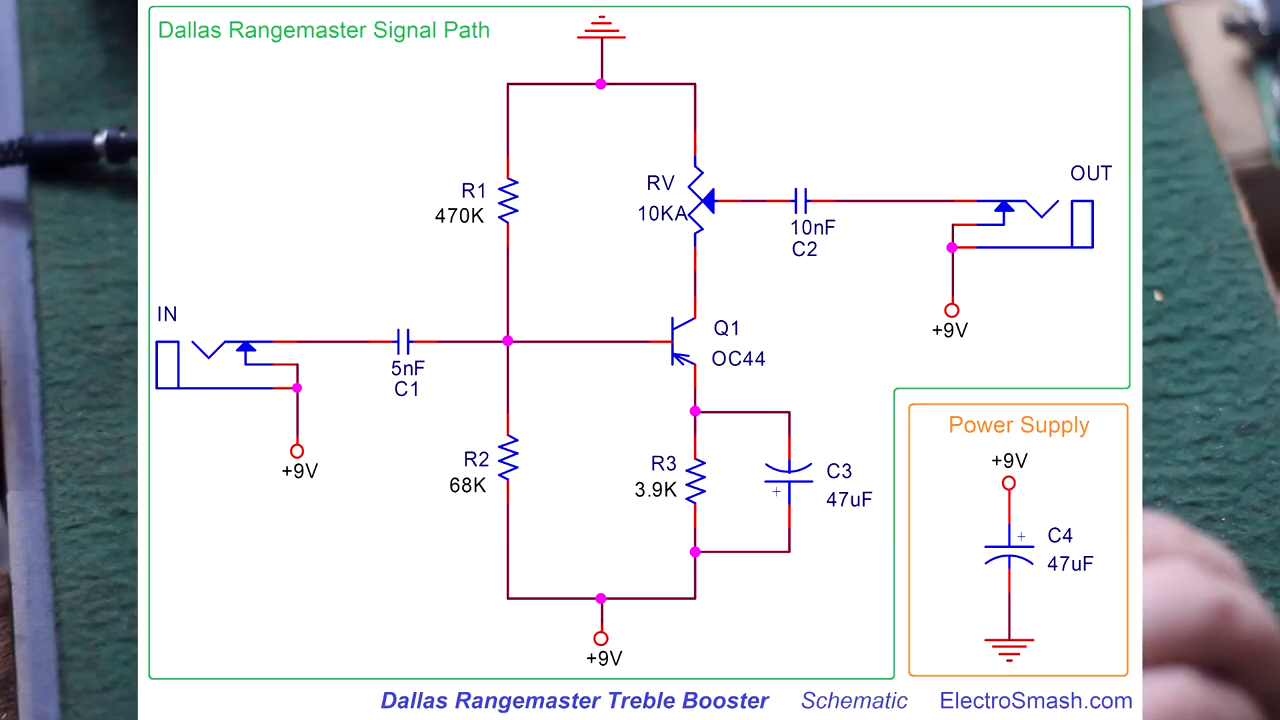 Dallas Rangemaster Signal Path
R1
470K
RV
10KA
OUT
10nF
C2
+9V
IN
5nF
C1
+9V
Q1
OC44
R2
68K
R3
3.9K
+
C3
47uF
+9V
Power Supply
+9V
+
C4
47uF
Dallas Rangemaster Treble Booster Schematic ElectroSmash.com